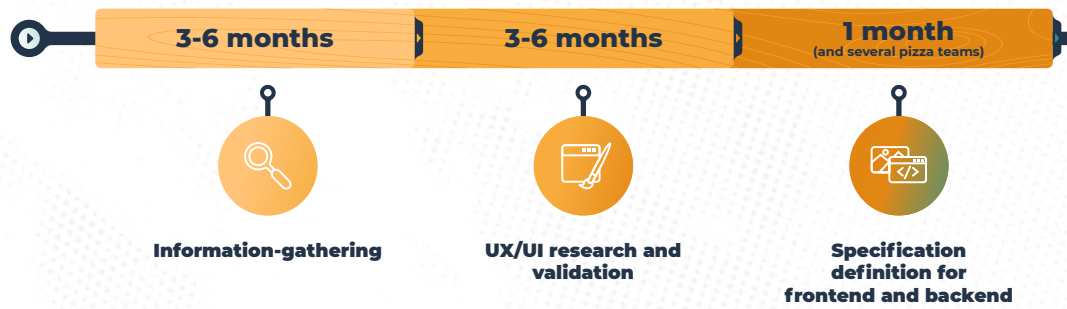 3-6 months
3-6 months
1 month
(and several pizza teams)
Information-gathering
UX/UI research and
validation
Specification
definition for
frontend and backend